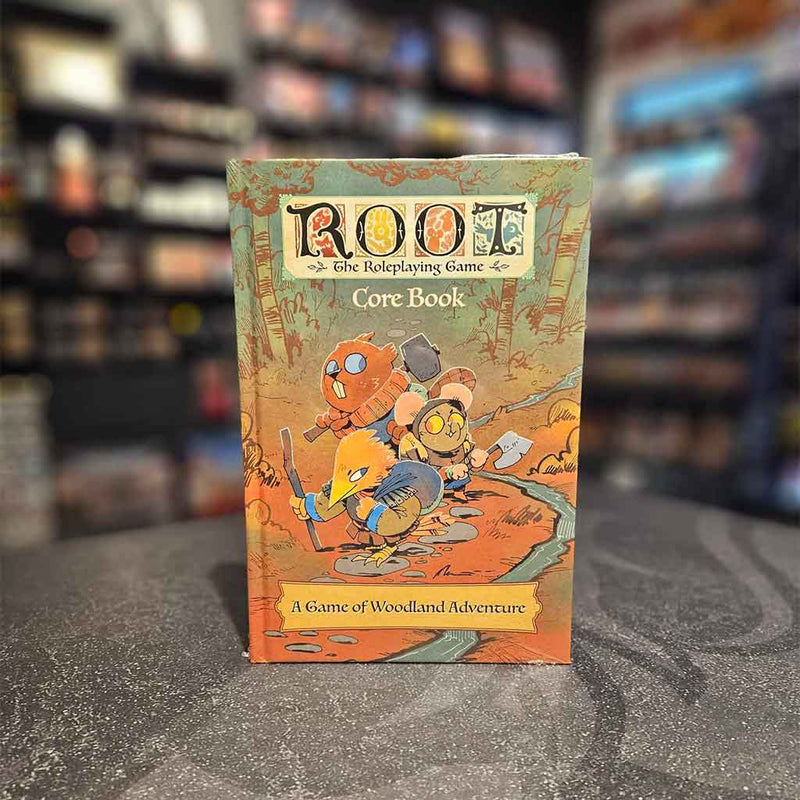 ROOT
The Roleplaying Game
Core Book
A Game of Woodland Adventure